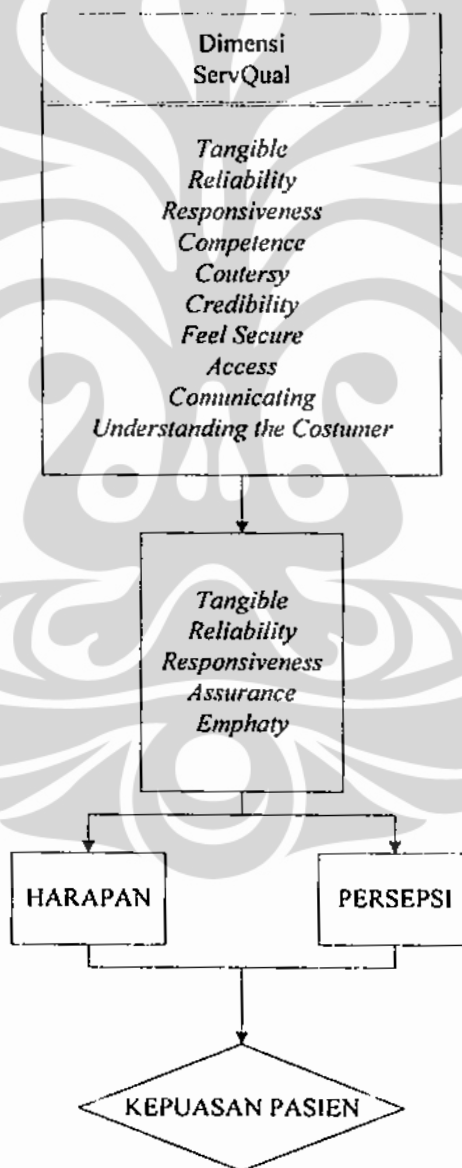 Dimensi
ServQual
Tangible
Reliability
Responsiveness
Competence
Coutersy
Credibility
Feel Secure
Access
Comunicating
Understanding the Costumer
Tangible
Reliability
Responsiveness
Assurance
Emphaty
HARAPAN
PERSEPSI
KEPUASAN PASIEN